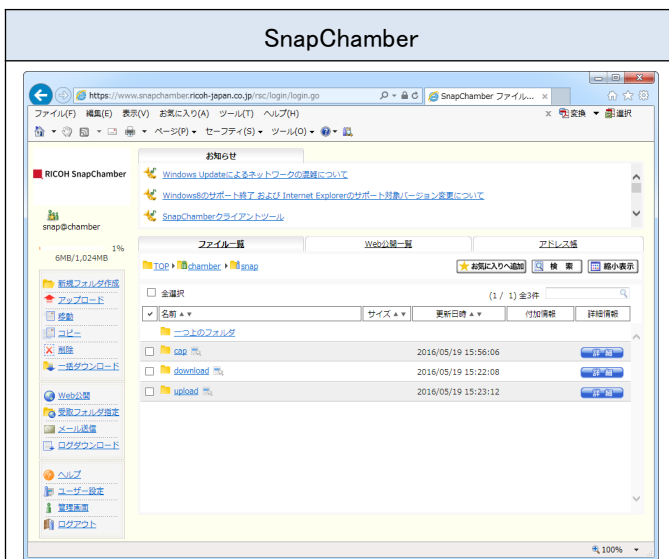 SnapChamber
https://www.snapchamber.ricoh-japan.co.jp/rsc/login/login.go
SnapChamber ファイル... ×
ファイル(F) 編集(E) 表示(V) お気に入り(A) ツール(T) ヘルプ(H)
× 変換 ▼ 選択
ページ(P) セーフティ(S) ツール(O)
RICOH SnapChamber
お知らせ
Windows Updateによるネットワークの混雑について
Windows8のサポート終了 および Internet Explorerのサポート対象バージョン変更について
SnapChamberクライアントツール
snap@chamber
1%
6MB/1,024MB
新規フォルダ作成
アップロード
移動
コピー
削除
一括ダウンロード
Web公開
受取フォルダ指定
メール送信
ログダウンロード
ヘルプ
ユーザー設定
管理画面
ログアウト
ファイル一覧 Web公開一覧 アドレス帳
TOP chamber snap
お気に入りへ追加 検 索 縮小表示
全選択 (1 / 1) 全3件
名前 ▲▼ サイズ ▲▼ 更新日時 ▲▼ 付加情報 詳細情報
一つ上のフォルダ
cap 2016/05/19 15:56:06 詳 細
download 2016/05/19 15:22:08 詳 細
upload 2016/05/19 15:23:12 詳 細
100%